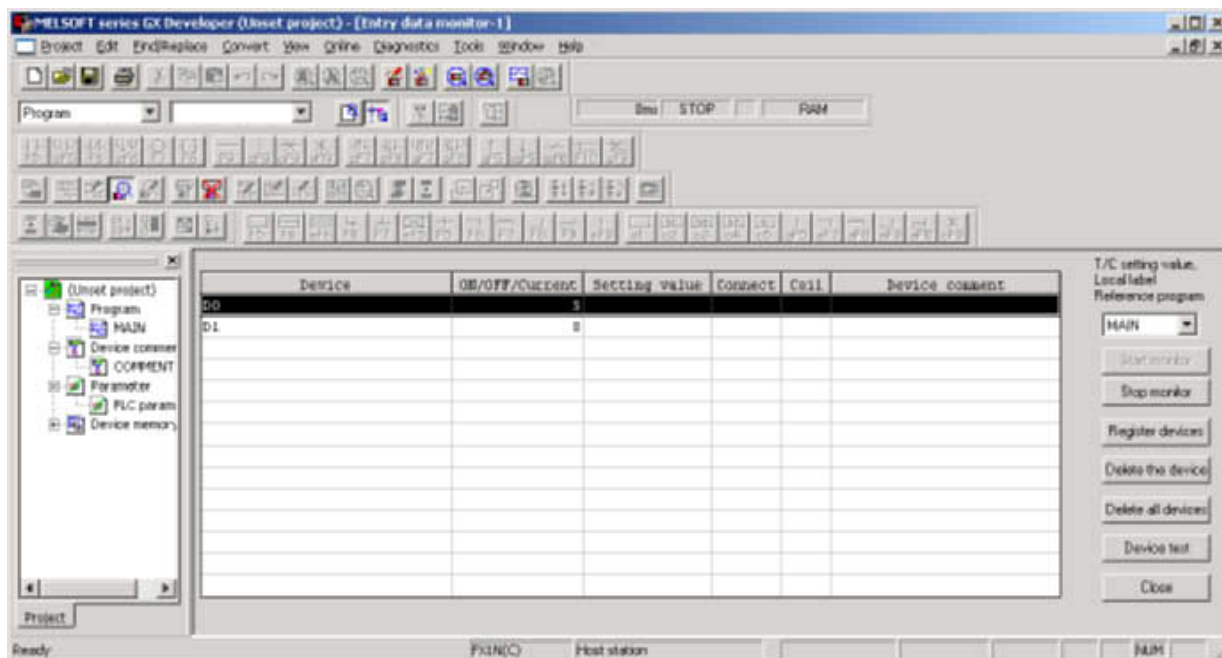 MELSOFT series GX Developer (Unset project) - [Entry data monitor-1]
Project Edit Find/Replace Convert View Online Diagnostics Tools Window Help
Program
0ms STOP RAM
T/C setting value,
Local label
Reference program
MAIN
Device ON/OFF/Current Setting value Connect Coil Device comment
D0 5
D1 8
(Unset project)
Program
MAIN
Device commen
COMMENT
Parameter
PLC param
Device memory
Start monitor
Stop monitor
Register devices
Delete the device
Delete all devices
Device test
Close
Project
Ready FX1N(C) Host station NUM